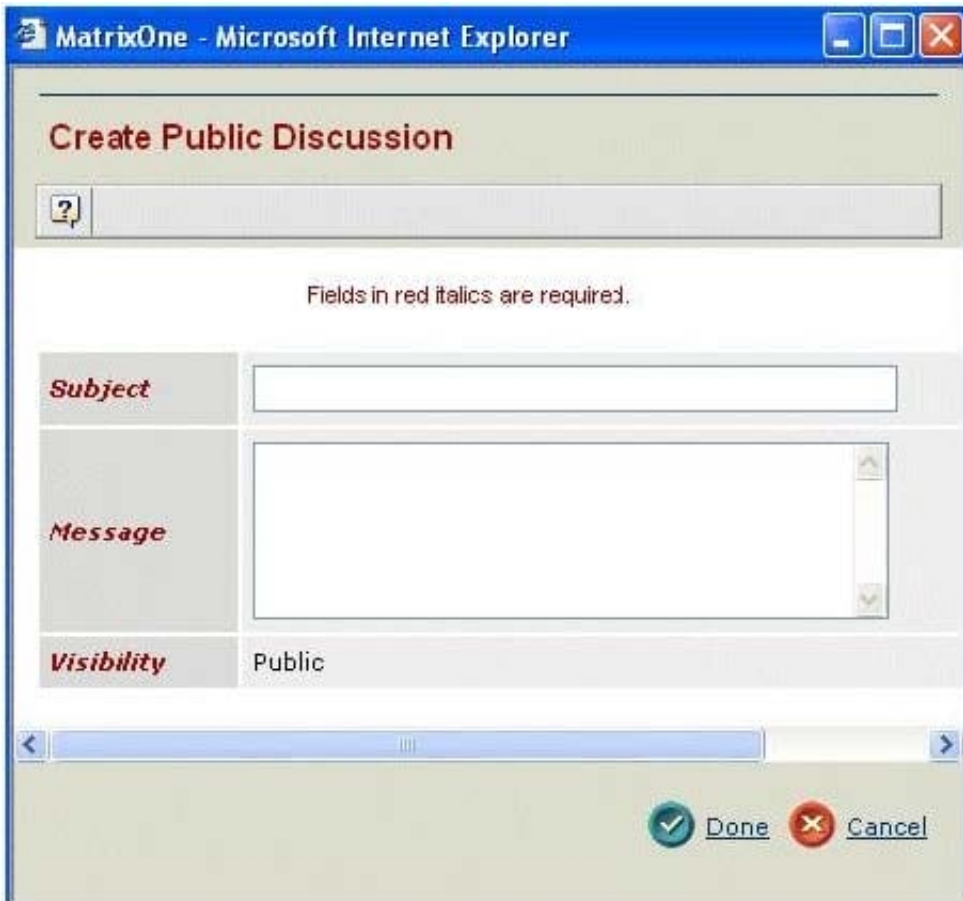 MatrixOne - Microsoft Internet Explorer
Create Public Discussion
?
Fields in red italics are required.
Subject
Message
Visibility Public
Done Cancel